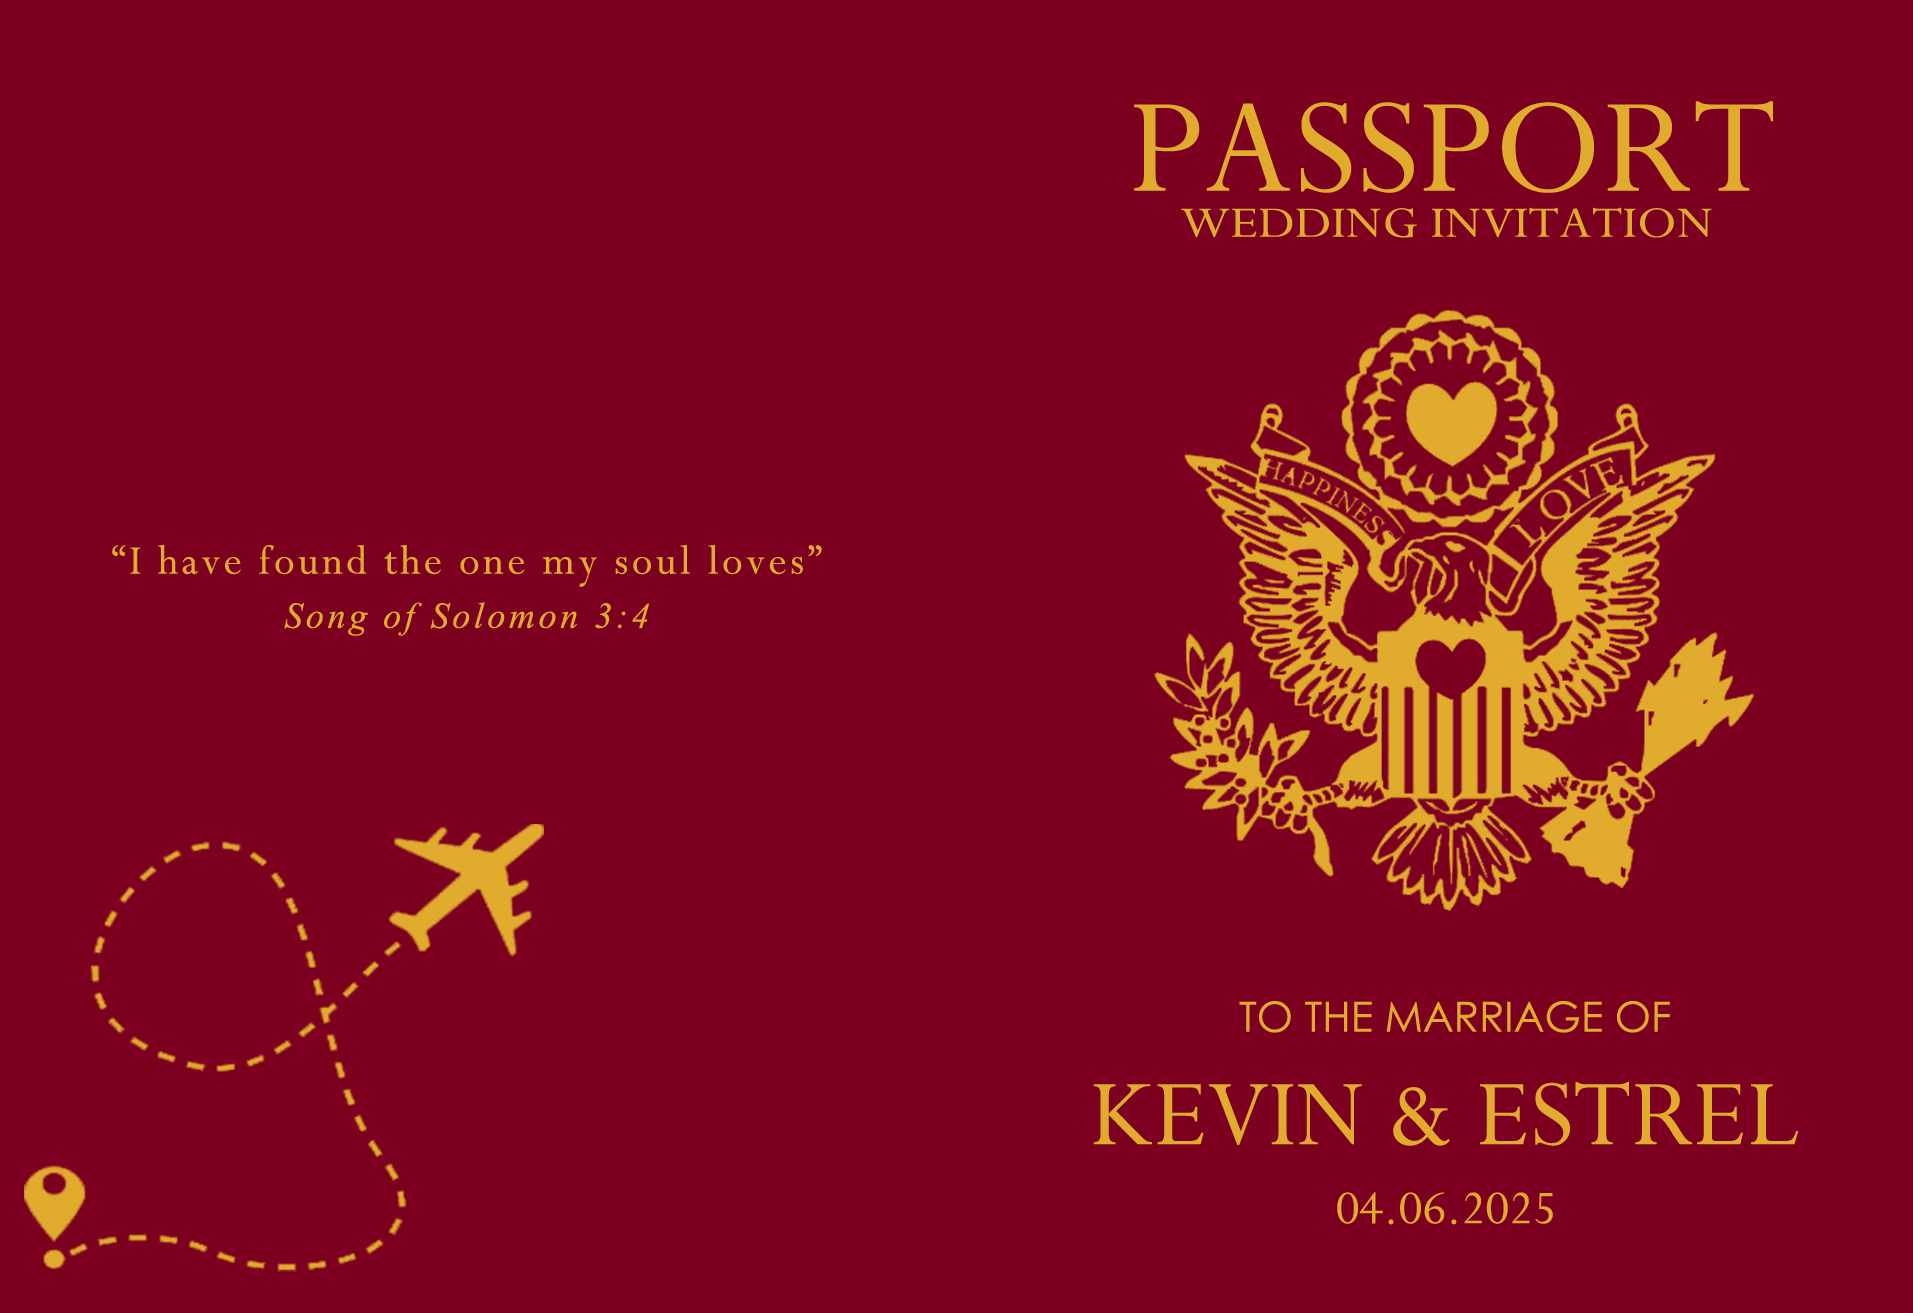 “I have found the one my soul loves”
Song of Solomon 3:4
PASSPORT
WEDDING INVITATION
HAPPINESS
LOVE
TO THE MARRIAGE OF
KEVIN & ESTREL
04.06.2025